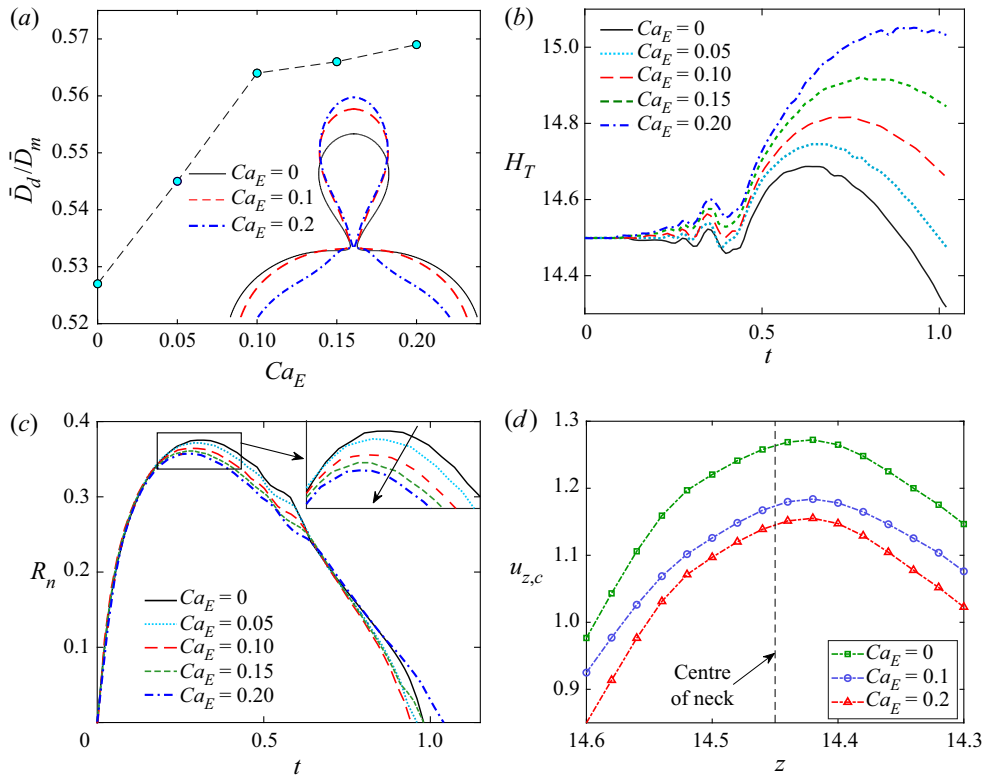 (a)
0.57
0.56
0.55
0.54
0.53
0.52
D̄_d/D̄_m
Ca_E = 0
Ca_E = 0.1
Ca_E = 0.2
0 0.05 0.10 0.15 0.20
Ca_E
(b)
15.0
14.8
14.6
14.4
H_T
Ca_E = 0
Ca_E = 0.05
Ca_E = 0.10
Ca_E = 0.15
Ca_E = 0.20
0 0.5 1.0
t
(c)
0.4
0.3
0.2
0.1
R_n
Ca_E = 0
Ca_E = 0.05
Ca_E = 0.10
Ca_E = 0.15
Ca_E = 0.20
0 0.5 1.0
t
(d)
1.3
1.2
1.1
1.0
0.9
u_{z,c}
Centre
of neck
Ca_E = 0
Ca_E = 0.1
Ca_E = 0.2
14.6 14.5 14.4 14.3
z